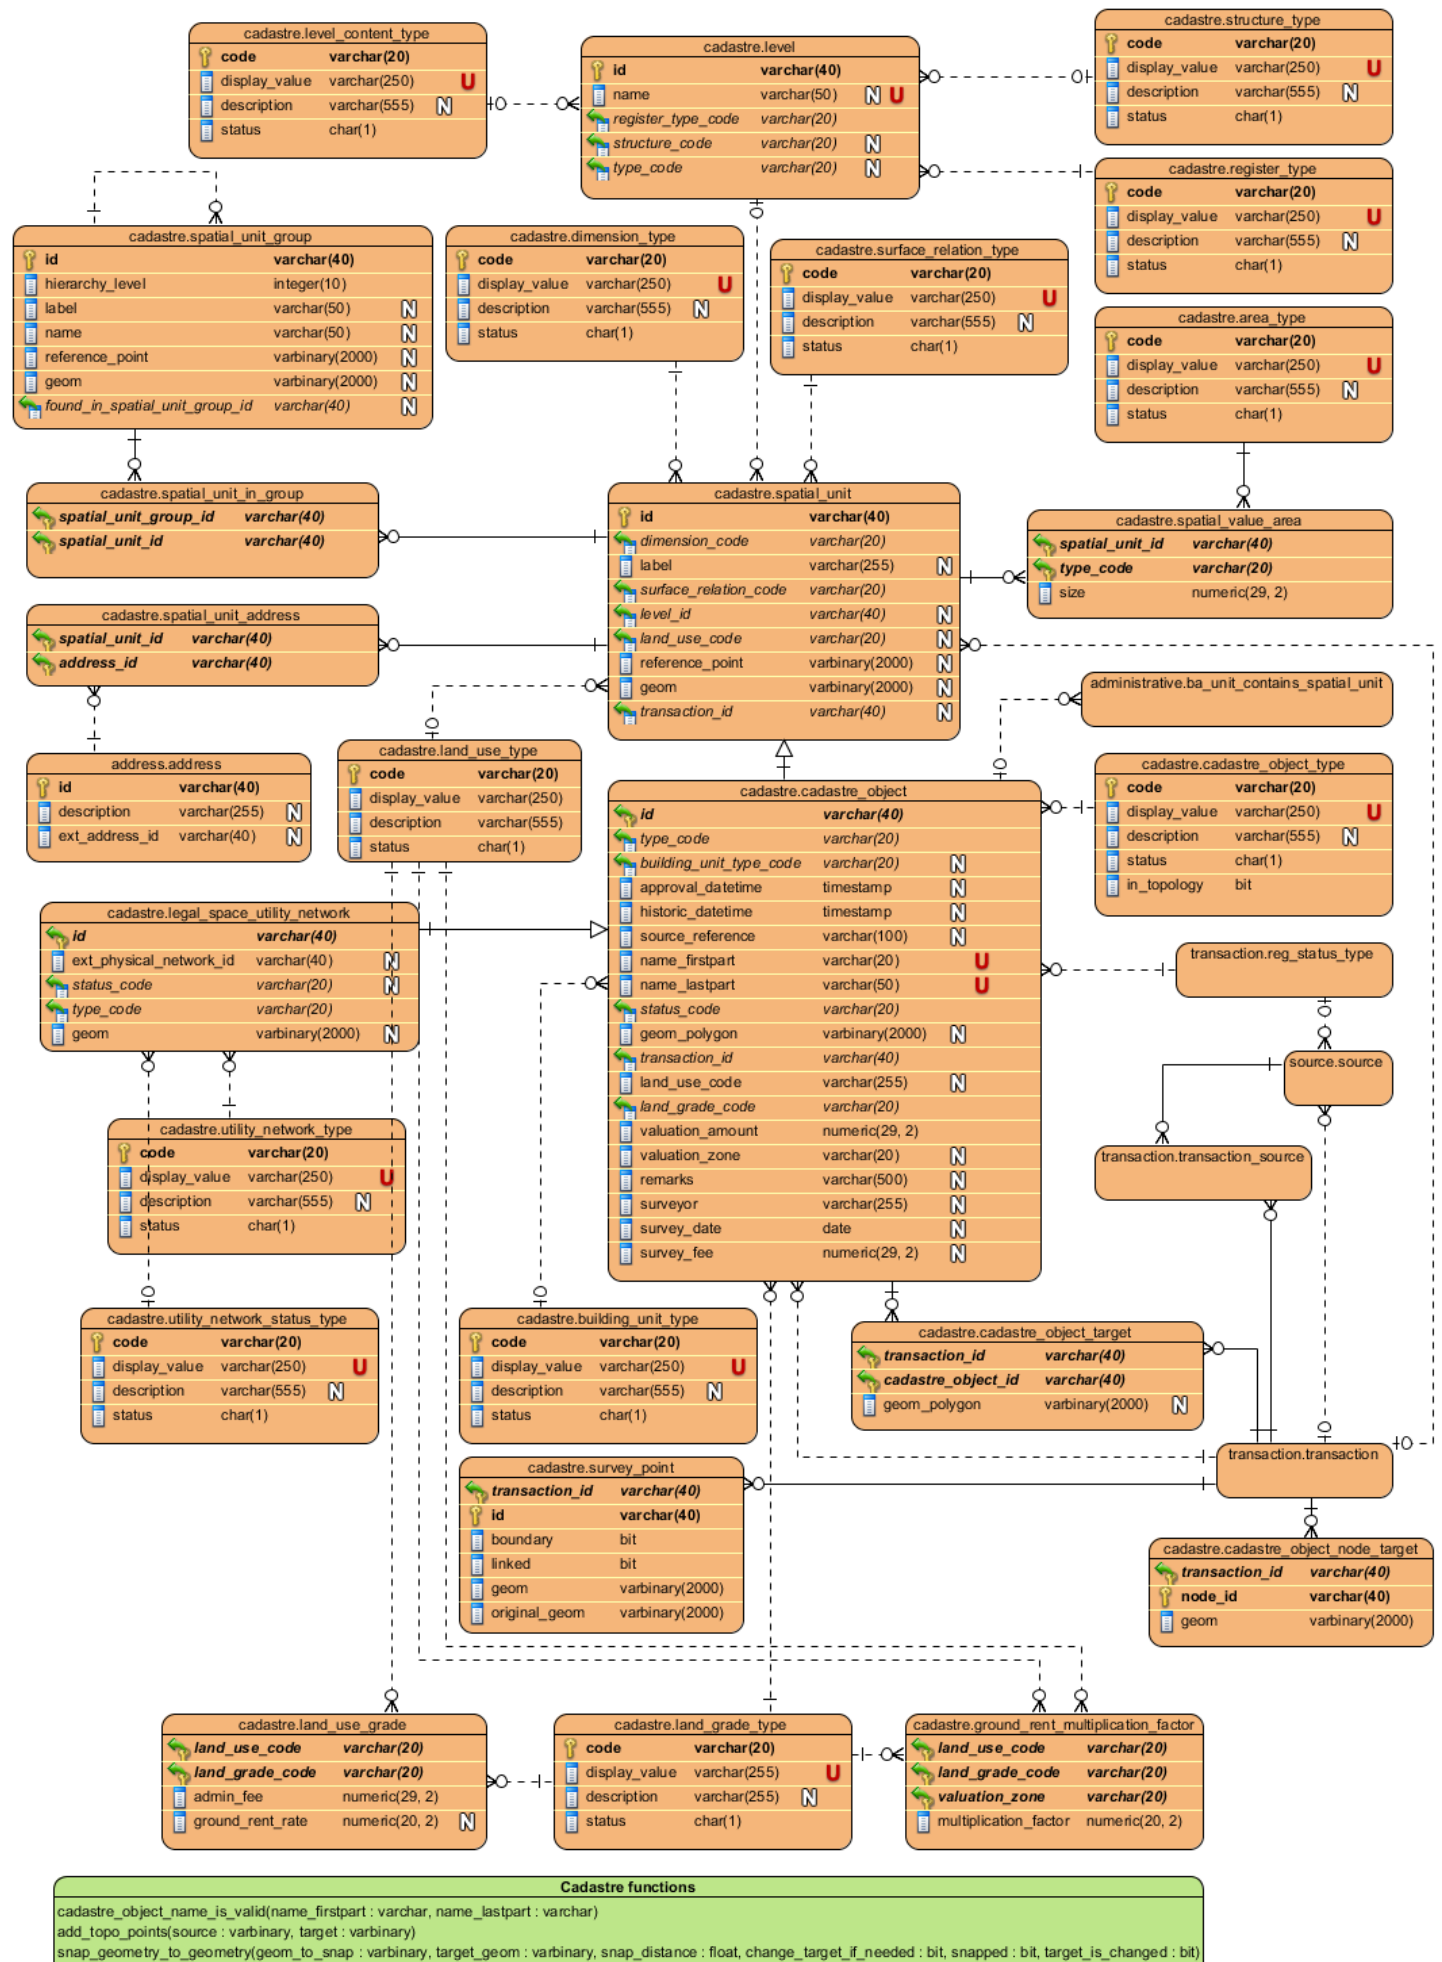 cadastre.level_content_type
code varchar(20)
display_value varchar(250) U
description varchar(555) N
status char(1)
cadastre.level
id varchar(40)
name varchar(50) N U
register_type_code varchar(20)
structure_code varchar(20) N
type_code varchar(20) N
cadastre.structure_type
code varchar(20)
display_value varchar(250) U
description varchar(555) N
status char(1)
cadastre.register_type
code varchar(20)
display_value varchar(250) U
description varchar(555) N
status char(1)
cadastre.spatial_unit_group
id varchar(40)
hierarchy_level integer(10)
label varchar(50) N
name varchar(50) N
reference_point varbinary(2000) N
geom varbinary(2000) N
found_in_spatial_unit_group_id varchar(40) N
cadastre.dimension_type
code varchar(20)
display_value varchar(250) U
description varchar(555) N
status char(1)
cadastre.surface_relation_type
code varchar(20)
display_value varchar(250) U
description varchar(555) N
status char(1)
cadastre.area_type
code varchar(20)
display_value varchar(250) U
description varchar(555) N
status char(1)
cadastre.spatial_unit_in_group
spatial_unit_group_id varchar(40)
spatial_unit_id varchar(40)
cadastre.spatial_unit
id varchar(40)
dimension_code varchar(20)
label varchar(255) N
surface_relation_code varchar(20)
level_id varchar(40) N
land_use_code varchar(20) N
reference_point varbinary(2000) N
geom varbinary(2000) N
transaction_id varchar(40) N
cadastre.spatial_value_area
spatial_unit_id varchar(40)
type_code varchar(20)
size numeric(29, 2)
cadastre.spatial_unit_address
spatial_unit_id varchar(40)
address_id varchar(40)
administrative.ba_unit_contains_spatial_unit
address.address
id varchar(40)
description varchar(255) N
ext_address_id varchar(40) N
cadastre.land_use_type
code varchar(20)
display_value varchar(250)
description varchar(555)
status char(1)
cadastre.cadastre_object
id varchar(40)
type_code varchar(20)
building_unit_type_code varchar(20) N
approval_datetime timestamp N
historic_datetime timestamp N
source_reference varchar(100) N
name_firstpart varchar(20) U
name_lastpart varchar(50) U
status_code varchar(20)
geom_polygon varbinary(2000) N
transaction_id varchar(40)
land_use_code varchar(255) N
land_grade_code varchar(20)
valuation_amount numeric(29, 2)
valuation_zone varchar(20) N
remarks varchar(500) N
surveyor varchar(255) N
survey_date date N
survey_fee numeric(29, 2) N
cadastre.cadastre_object_type
code varchar(20)
display_value varchar(250) U
description varchar(555) N
status char(1)
in_topology bit
cadastre.legal_space_utility_network
id varchar(40)
ext_physical_network_id varchar(40) N
status_code varchar(20) N
type_code varchar(20)
geom varbinary(2000) N
transaction.reg_status_type
source.source
transaction.transaction_source
cadastre.utility_network_type
code varchar(20)
display_value varchar(250) U
description varchar(555) N
status char(1)
cadastre.utility_network_status_type
code varchar(20)
display_value varchar(250) U
description varchar(555) N
status char(1)
cadastre.building_unit_type
code varchar(20)
display_value varchar(250) U
description varchar(555) N
status char(1)
cadastre.cadastre_object_target
transaction_id varchar(40)
cadastre_object_id varchar(40)
geom_polygon varbinary(2000) N
transaction.transaction
cadastre.survey_point
transaction_id varchar(40)
id varchar(40)
boundary bit
linked bit
geom varbinary(2000)
original_geom varbinary(2000)
cadastre.cadastre_object_node_target
transaction_id varchar(40)
node_id varchar(40)
geom varbinary(2000)
cadastre.land_use_grade
land_use_code varchar(20)
land_grade_code varchar(20)
admin_fee numeric(29, 2)
ground_rent_rate numeric(20, 2) N
cadastre.land_grade_type
code varchar(20)
display_value varchar(255) U
description varchar(255) N
status char(1)
cadastre.ground_rent_multiplication_factor
land_use_code varchar(20)
land_grade_code varchar(20)
valuation_zone varchar(20)
multiplication_factor numeric(20, 2)
Cadastre functions
cadastre_object_name_is_valid(name_firstpart : varchar, name_lastpart : varchar)
add_topo_points(source : varbinary, target : varbinary)
snap_geometry_to_geometry(geom_to_snap : varbinary, target_geom : varbinary, snap_distance : float, change_target_if_needed : bit, snapped : bit, target_is_changed : bit)